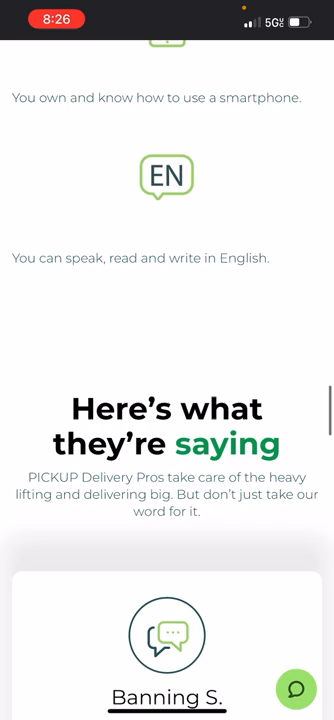 8:26
5G
You own and know how to use a smartphone.
EN
You can speak, read and write in English.
Here's what
they're saying
PICKUP Delivery Pros take care of the heavy
lifting and delivering big. But don't just take our
word for it.
Banning S.